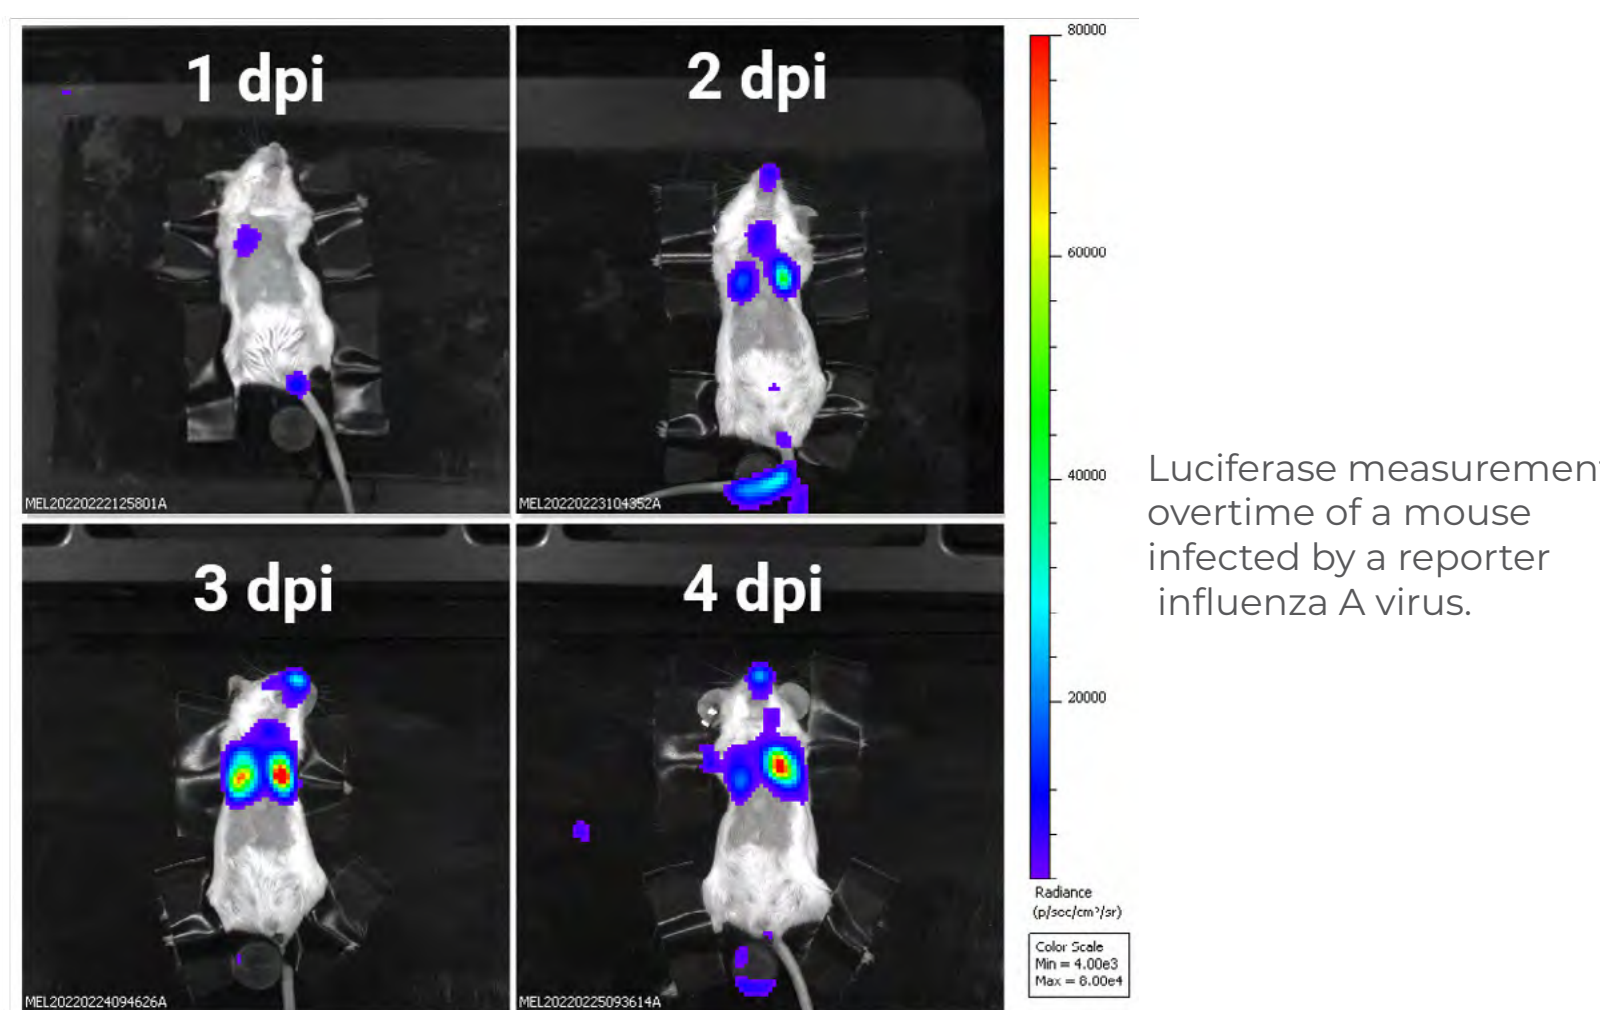 1 dpi
2 dpi
MEL20220222125801A
MEL20220223104352A
3 dpi
4 dpi
MEL20220224094626A
MEL20220225093614A
80000
60000
40000
20000
Radiance
(p/sec/cm²/sr)
Color Scale
Min = 4.00e3
Max = 8.00e4
Luciferase measuremen
overtime of a mouse
infected by a reporter
influenza A virus.